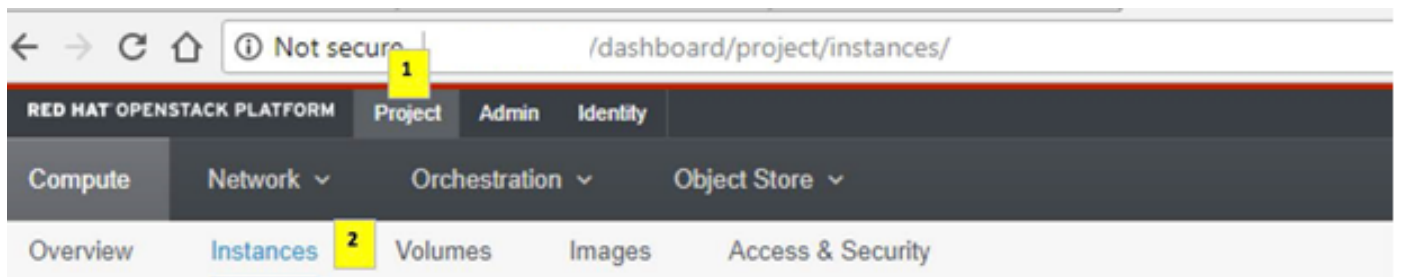 Not secure /dashboard/project/instances/
1
RED HAT OPENSTACK PLATFORM Project Admin Identity
Compute Network Orchestration Object Store
Overview Instances 2 Volumes Images Access & Security